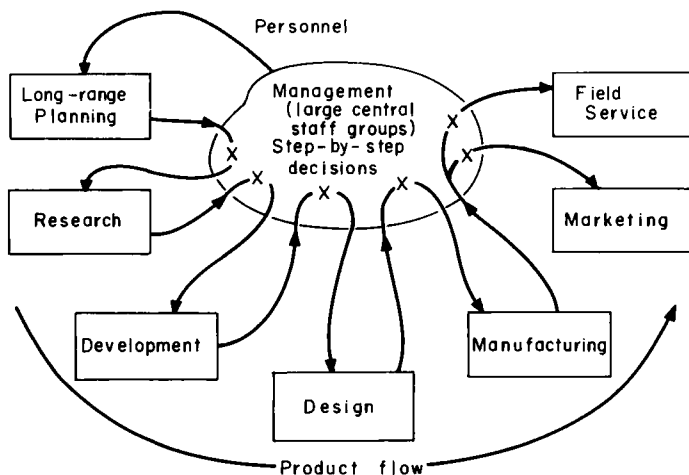 Personnel
Long-range
Planning
Management
(large central
staff groups)
Step-by-step
decisions
X
X
X
X
X
X
Field
Service
Research
Marketing
Development
Manufacturing
Design
Product flow